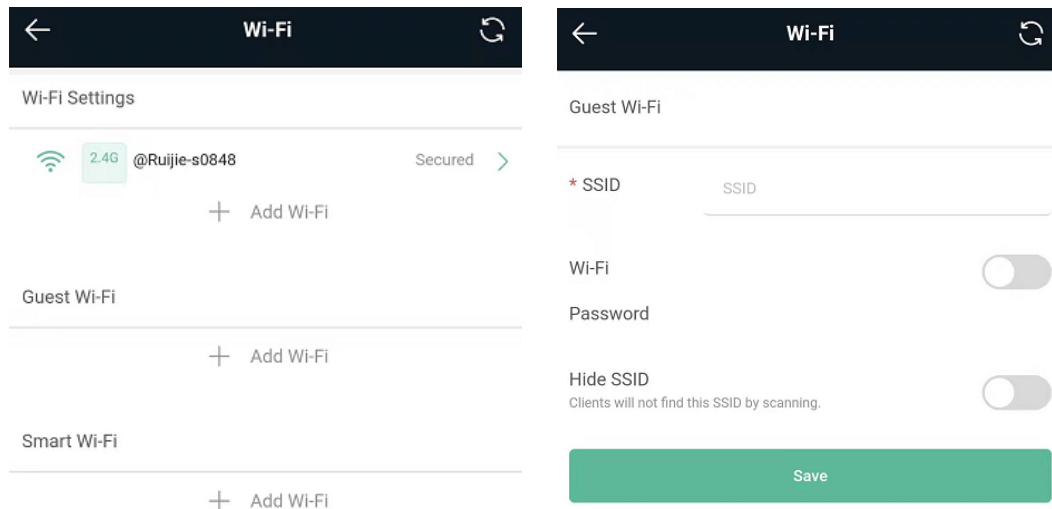 Wi-Fi
Wi-Fi Settings
2.4G @Ruijie-s0848 Secured
Add Wi-Fi
Guest Wi-Fi
Add Wi-Fi
Smart Wi-Fi
Add Wi-Fi
Wi-Fi
Guest Wi-Fi
* SSID SSID
Wi-Fi
Password
Hide SSID
Clients will not find this SSID by scanning.
Save